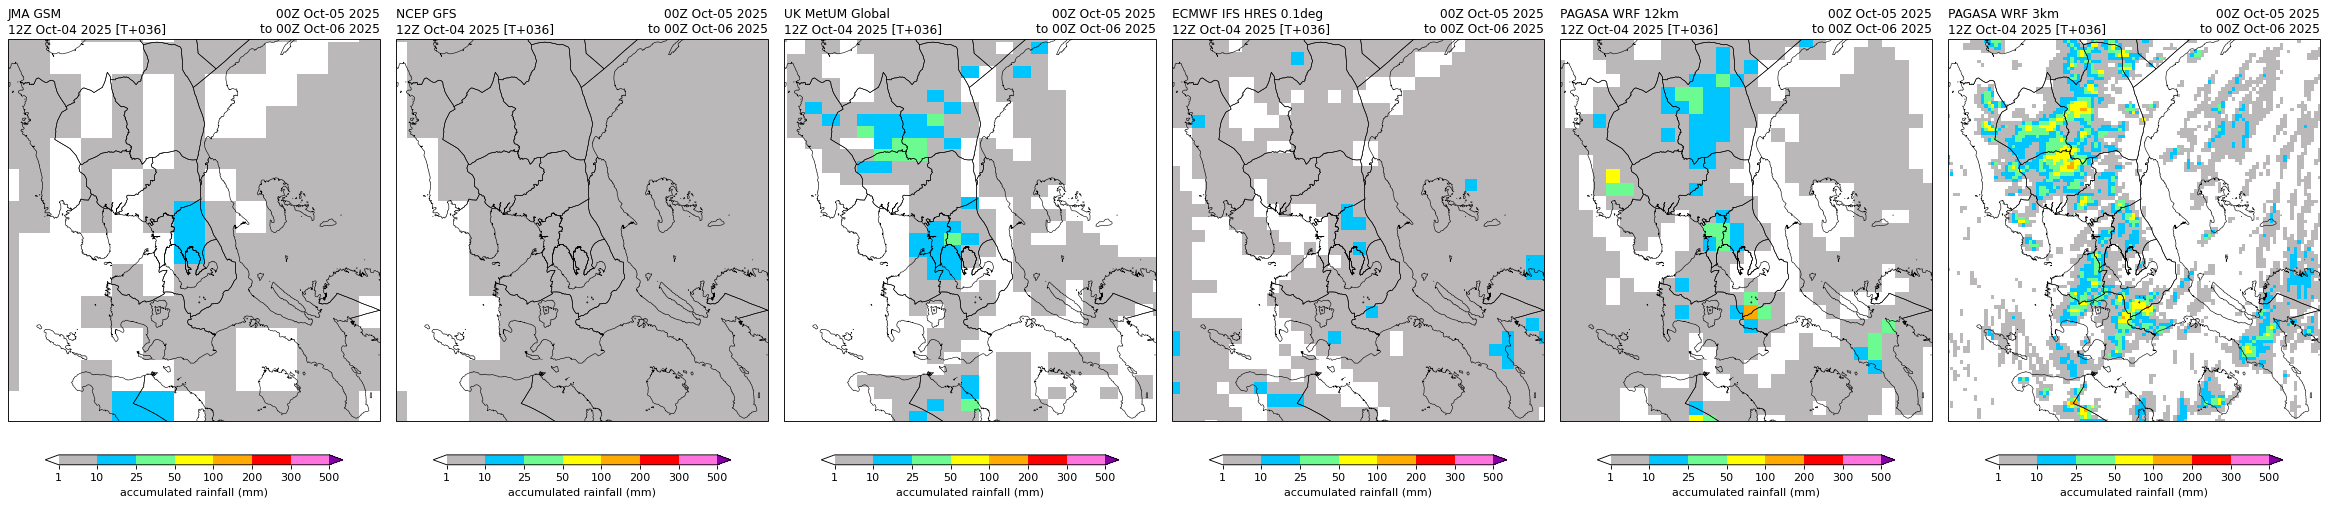 JMA GSM 00Z Oct-05 2025
12Z Oct-04 2025 [T+036] to 00Z Oct-06 2025
NCEP GFS 00Z Oct-05 2025
12Z Oct-04 2025 [T+036] to 00Z Oct-06 2025
UK MetUM Global 00Z Oct-05 2025
12Z Oct-04 2025 [T+036] to 00Z Oct-06 2025
ECMWF IFS HRES 0.1deg 00Z Oct-05 2025
12Z Oct-04 2025 [T+036] to 00Z Oct-06 2025
PAGASA WRF 12km 00Z Oct-05 2025
12Z Oct-04 2025 [T+036] to 00Z Oct-06 2025
PAGASA WRF 3km 00Z Oct-05 2025
12Z Oct-04 2025 [T+036] to 00Z Oct-06 2025
1 10 25 50 100 200 300 500
accumulated rainfall (mm)
1 10 25 50 100 200 300 500
accumulated rainfall (mm)
1 10 25 50 100 200 300 500
accumulated rainfall (mm)
1 10 25 50 100 200 300 500
accumulated rainfall (mm)
1 10 25 50 100 200 300 500
accumulated rainfall (mm)
1 10 25 50 100 200 300 500
accumulated rainfall (mm)